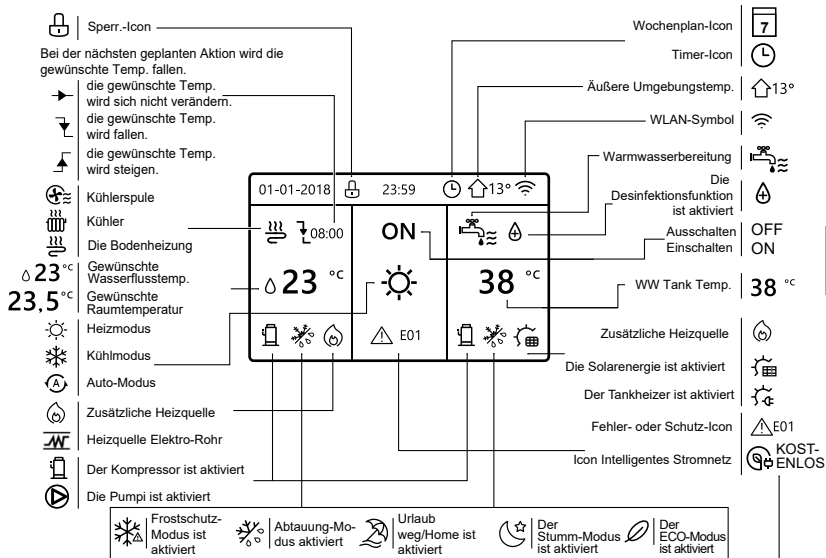 Sperr.-Icon
Bei der nächsten geplanten Aktion wird die
gewünschte Temp. fallen.
die gewünschte Temp.
wird sich nicht verändern.
die gewünschte Temp.
wird fallen.
die gewünschte Temp.
wird steigen.
Kühlerspule
Kühler
Die Bodenheizung
23 °C
Gewünschte
Wasserflusstemp.
23,5 °C
Gewünschte
Raumtemperatur
Heizmodus
Kühlmodus
A
Auto-Modus
Zusätzliche Heizquelle
Heizquelle Elektro-Rohr
Der Kompressor ist aktiviert
Die Pumpi ist aktiviert
01-01-2018
23:59
13°
08:00
ON
23 °C
38 °C
E01
Wochenplan-Icon
7
Timer-Icon
Äußere Umgebungstemp.
13°
WLAN-Symbol
Warmwasserbereitung
Die
Desinfektionsfunktion
ist aktiviert
Ausschalten OFF
Einschalten ON
WW Tank Temp. 38 °C
Zusätzliche Heizquelle
Die Solarenergie ist aktiviert
Der Tankheizer ist aktiviert
Fehler- oder Schutz-Icon
E01
Icon Intelligentes Stromnetz
KOST-
ENLOS
Frostschutz-
Modus ist
aktiviert
Abtauung-Mo-
dus aktiviert
Urlaub
weg/Home ist
aktiviert
Der
Stumm-Modus
ist aktiviert
Der
ECO-Modus
ist aktiviert